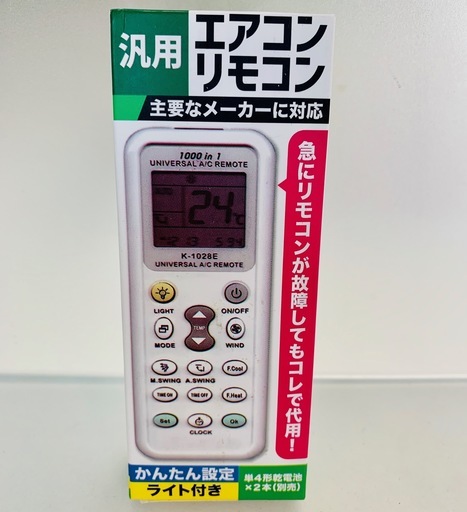 汎用
エアコン
リモコン
主要なメーカーに対応
急にリモコンが故障してもコレで代用！
1000 in 1
UNIVERSAL A/C REMOTE
24℃
K-1028E
UNIVERSAL A/C REMOTE
LIGHT
ON/OFF
TEMP
MODE
WIND
F.Cool
M.SWING
A.SWING
TIME ON
TIME OFF
F.Heat
Set
Ok
CLOCK
かんたん設定
ライト付き
単4形乾電池
×2本(別売)